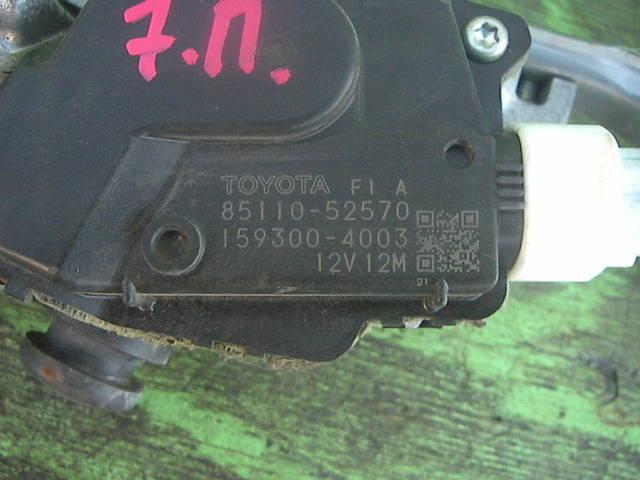 7.П.
TOYOTA F1 A
85110-52570
159300-4003
12V 12M
21